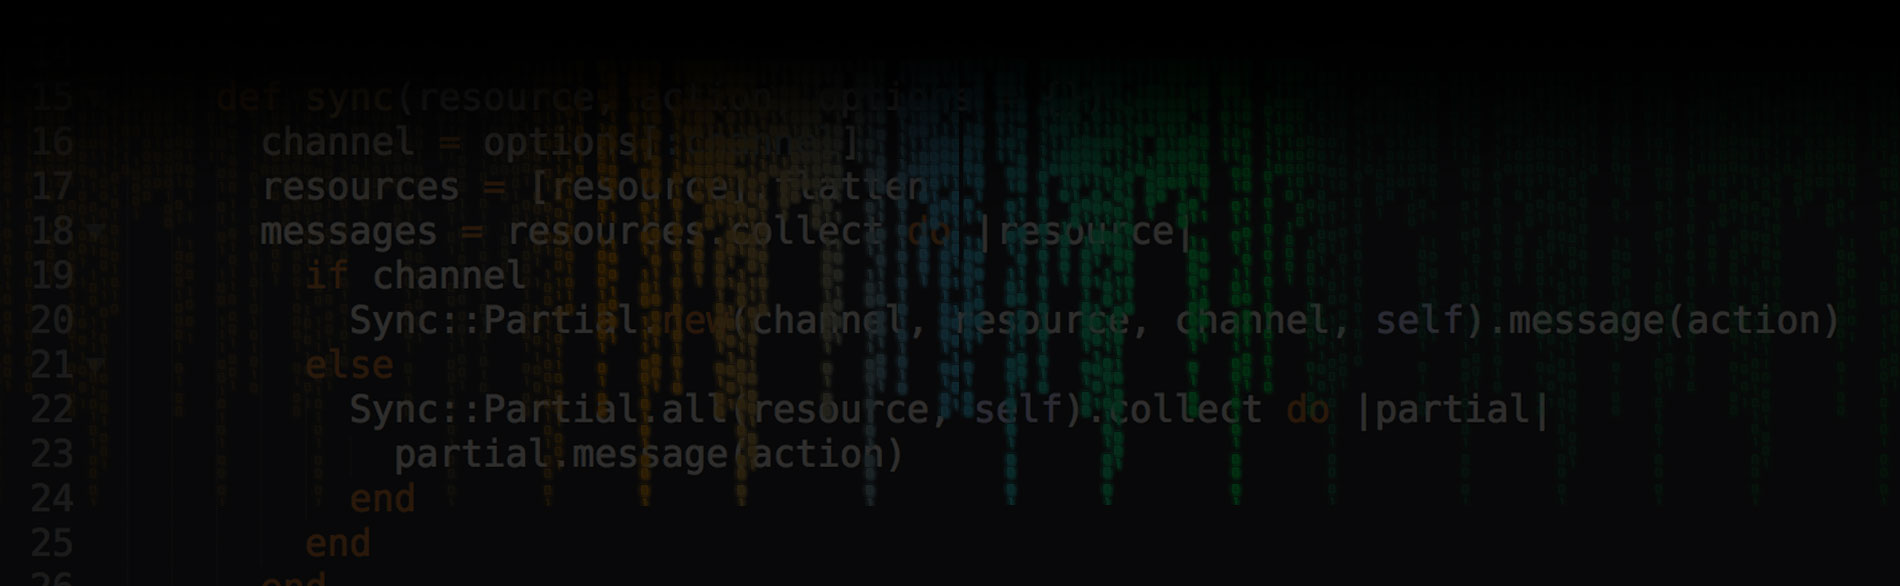 14
15 def sync(resource, action, options
16 channel = options[:channel]
17 resources = [resource].flatten
18 messages = resources.collect do |resource|
19 if channel
20 Sync::Partial.new(channel, resource, channel, self).message(action)
21 else
22 Sync::Partial.all(resource, self).collect do |partial|
23 partial.message(action)
24 end
25 end
26 end